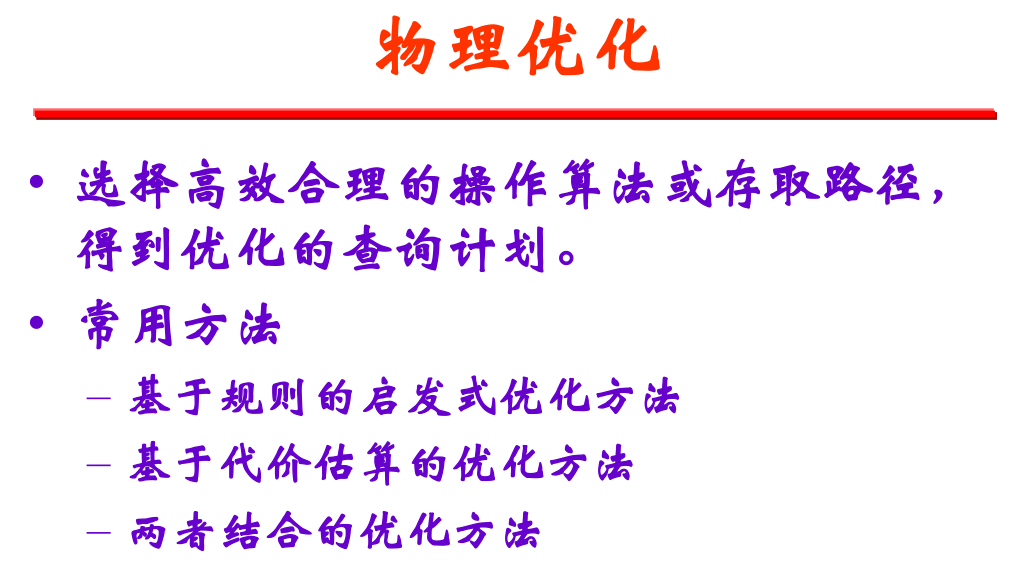 物理优化
• 选择高效合理的操作算法或存取路径，
得到优化的查询计划。
• 常用方法
– 基于规则的启发式优化方法
– 基于代价估算的优化方法
– 两者结合的优化方法